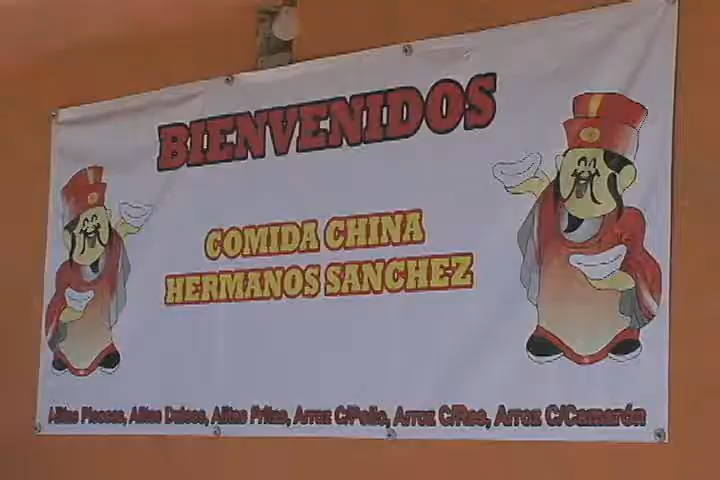 BIENVENIDOS
COMIDA CHINA
HERMANOS SANCHEZ
Alitas Picosas, Alitas Dulces, Alitas Fritas, Arroz C/Pollo, Arroz C/Res, Arroz C/Camarón